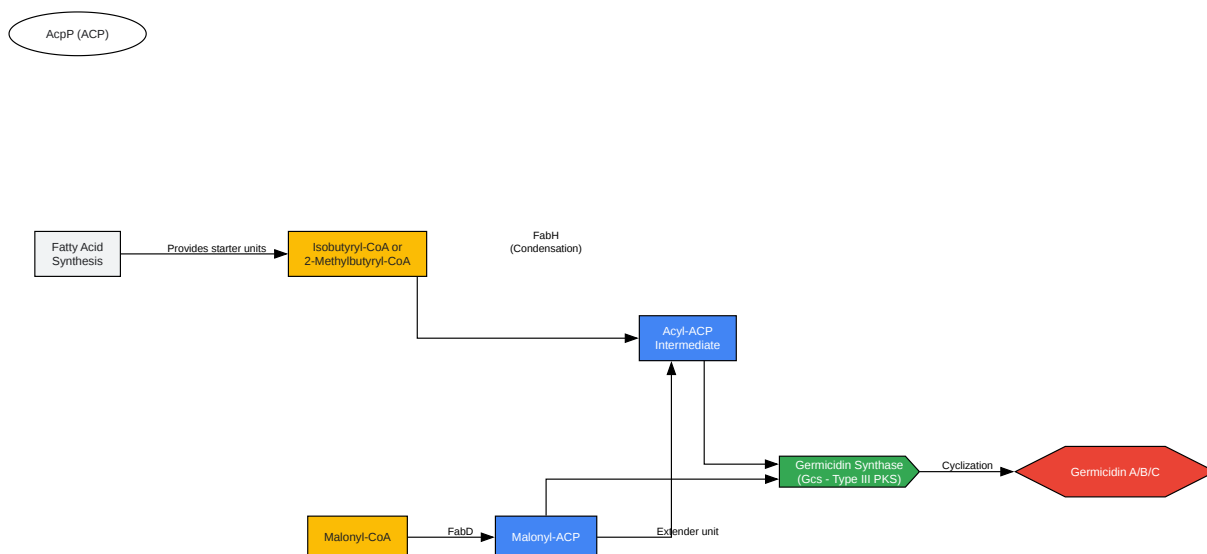 AcpP (ACP)
Fatty Acid
Synthesis
Provides starter units
Isobutyryl-CoA or
2-Methylbutyryl-CoA
FabH
(Condensation)
Acyl-ACP
Intermediate
Germicidin Synthase
(Gcs - Type III PKS)
Cyclization
Germicidin A/B/C
Malonyl-CoA
FabD
Malonyl-ACP
Extender unit